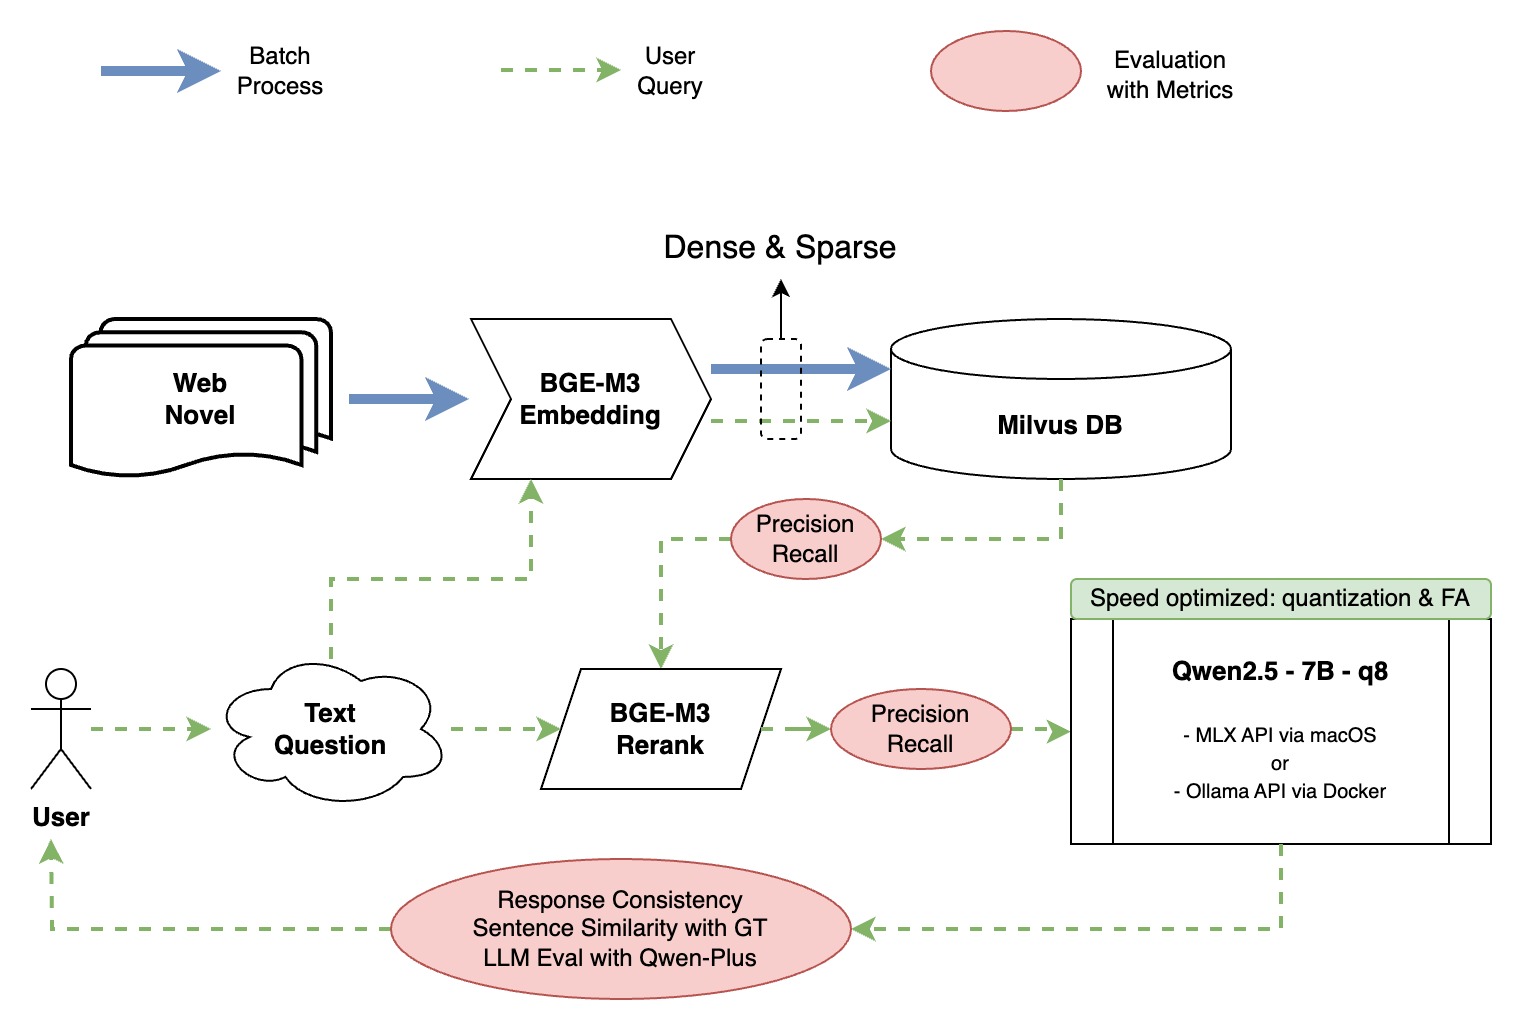 Batch
Process
User
Query
Evaluation
with Metrics
Dense & Sparse
Web
Novel
BGE-M3
Embedding
Milvus DB
Precision
Recall
Speed optimized: quantization & FA
Qwen2.5 - 7B - q8
- MLX API via macOS
or
- Ollama API via Docker
Text
Question
BGE-M3
Rerank
Precision
Recall
User
Response Consistency
Sentence Similarity with GT
LLM Eval with Qwen-Plus